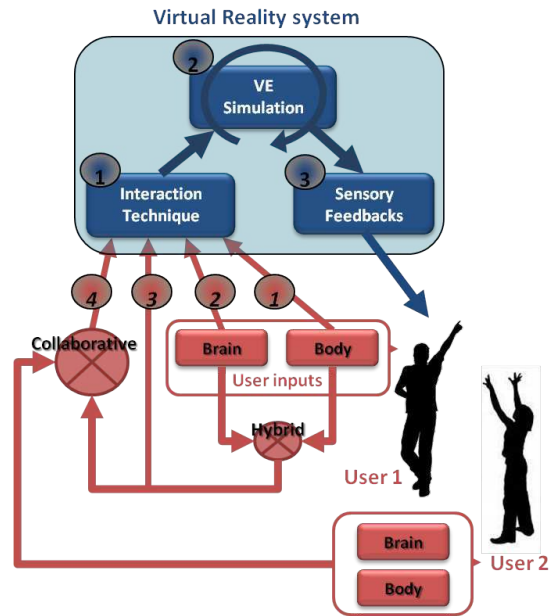 Virtual Reality system
2
VE
Simulation
1
Interaction
Technique
3
Sensory
Feedbacks
4
3
2
1
Collaborative
Brain
Body
User inputs
Hybrid
User 1
Brain
User 2
Body